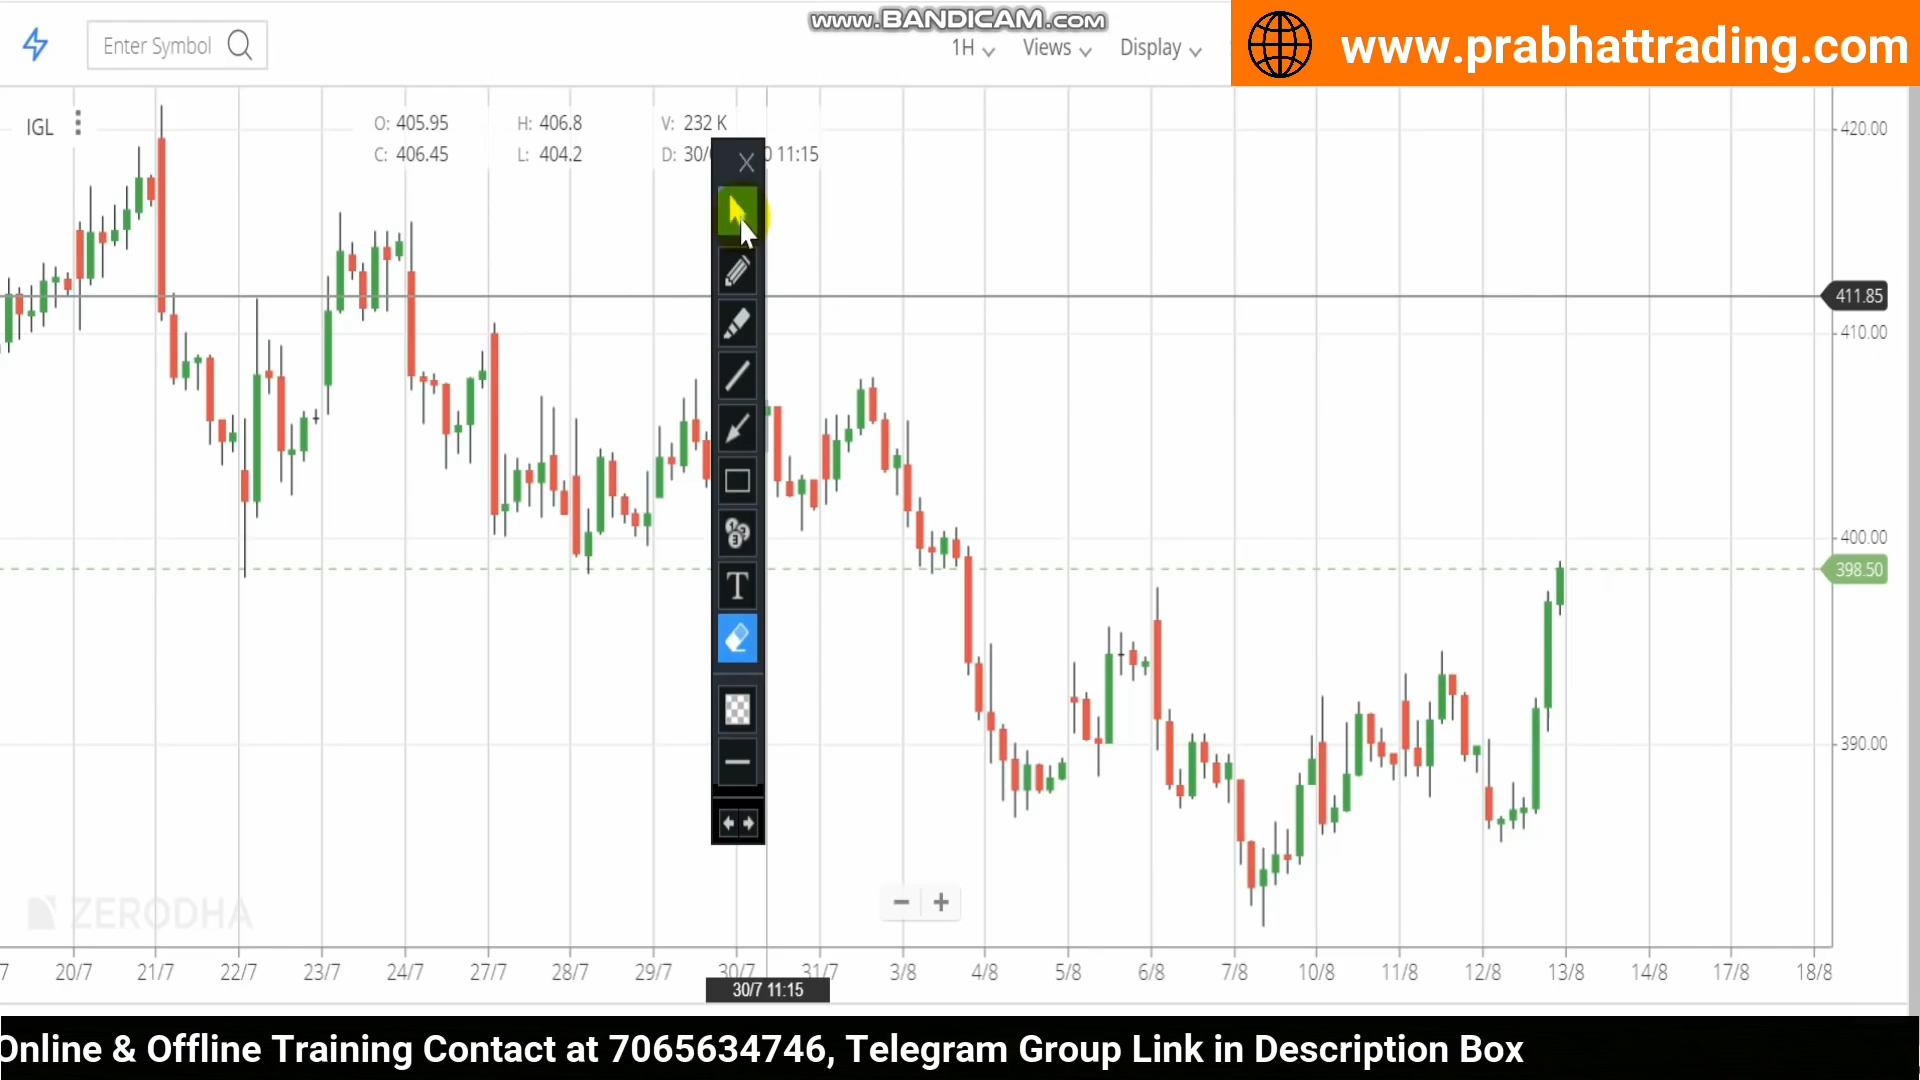 www.BANDICAM.com
Enter Symbol
1H
Views
Display
www.prabhattrading.com
IGL
O: 405.95
H: 406.8
V: 232 K
C: 406.45
L: 404.2
D: 30/ 0 11:15
420.00
411.85
410.00
400.00
398.50
390.00
T
ZERODHA
7 20/7 21/7 22/7 23/7 24/7 27/7 28/7 29/7 30/7 31/7 3/8 4/8 5/8 6/8 7/8 10/8 11/8 12/8 13/8 14/8 17/8 18/8
30/7 11:15
Online & Offline Training Contact at 7065634746, Telegram Group Link in Description Box